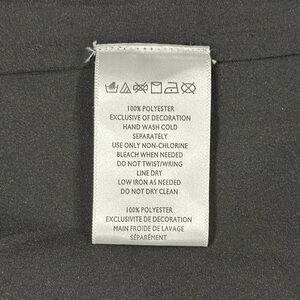 100% POLYESTER
EXCLUSIVE OF DECORATION
HAND WASH COLD
SEPARATELY
USE ONLY NON-CHLORINE
BLEACH WHEN NEEDED
DO NOT TWIST/WRING
LINE DRY
LOW IRON AS NEEDED
DO NOT DRY CLEAN
100% POLYESTER
EXCLUSIVITE DE DECORATION
MAIN FROIDE DE LAVAGE
SÉPARÉMENT